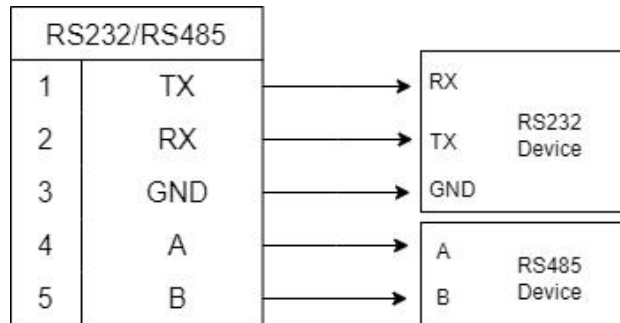 RS232/RS485
1 TX
2 RX
3 GND
4 A
5 B
RX
TX
GND
RS232
Device
A
B
RS485
Device